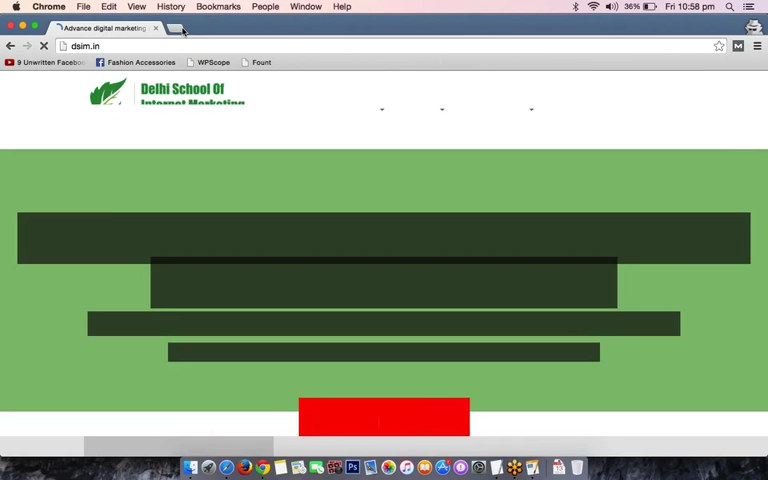 Chrome File Edit View History Bookmarks People Window Help 36% Fri 10:58 pm
Advance digital marketing
dsim.in
9 Unwritten Facebo Fashion Accessories WPScope Fount
Delhi School Of
Internet Marketing